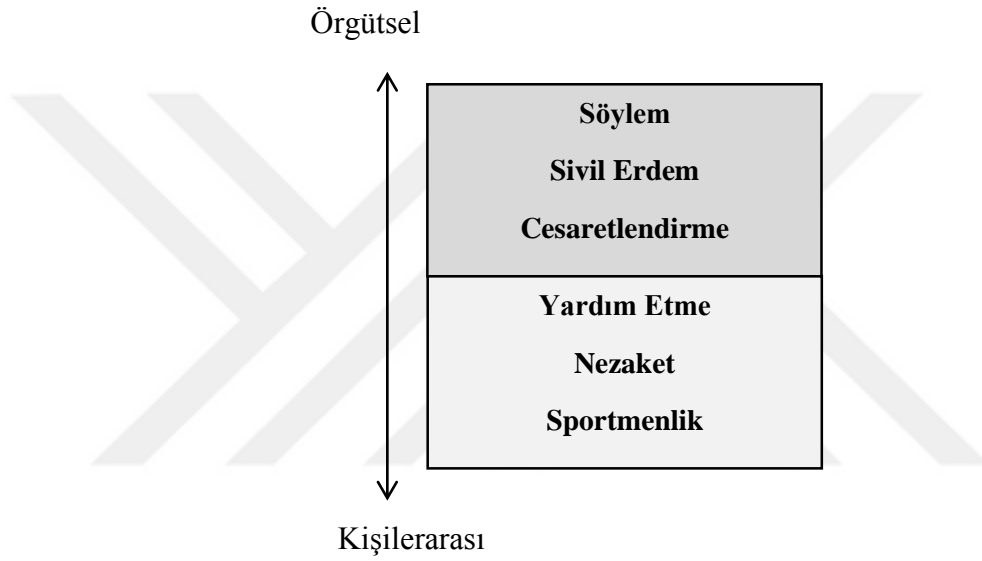 Örgütsel
Söylem
Sivil Erdem
Cesaretlendirme
Yardım Etme
Nezaket
Sportmenlik
Kişilerarası